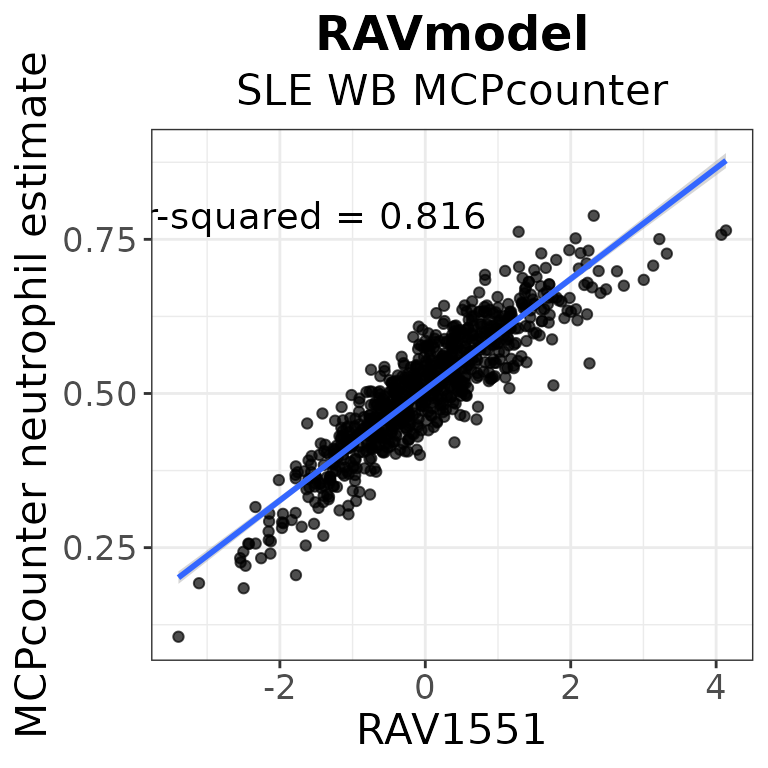 RAVmodel
SLE WB MCPcounter
MCPcounter neutrophil estimate
r-squared = 0.816
0.75
0.50
0.25
-2
0
2
4
RAV1551